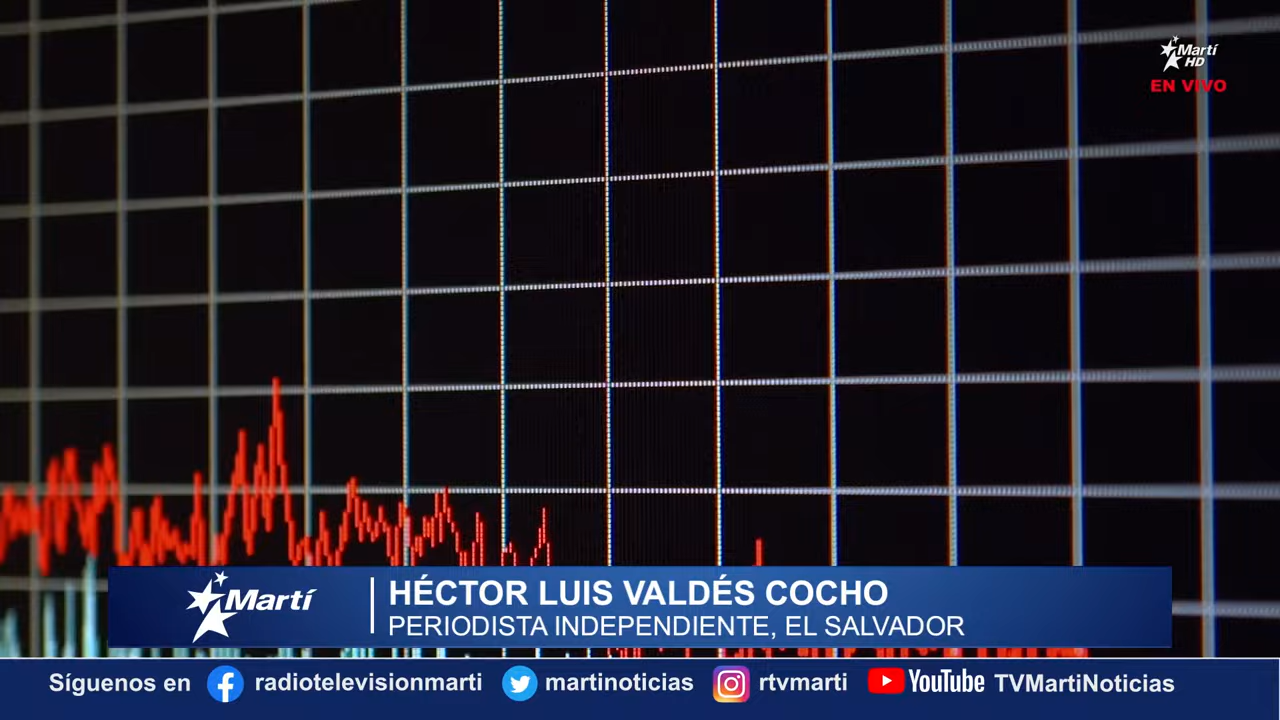 Martí
HD
EN VIVO
Martí
HÉCTOR LUIS VALDÉS COCHO
PERIODISTA INDEPENDIENTE, EL SALVADOR
Síguenos en radiotelevisionmarti martinoticias rtvmarti YouTube TVMartiNoticias